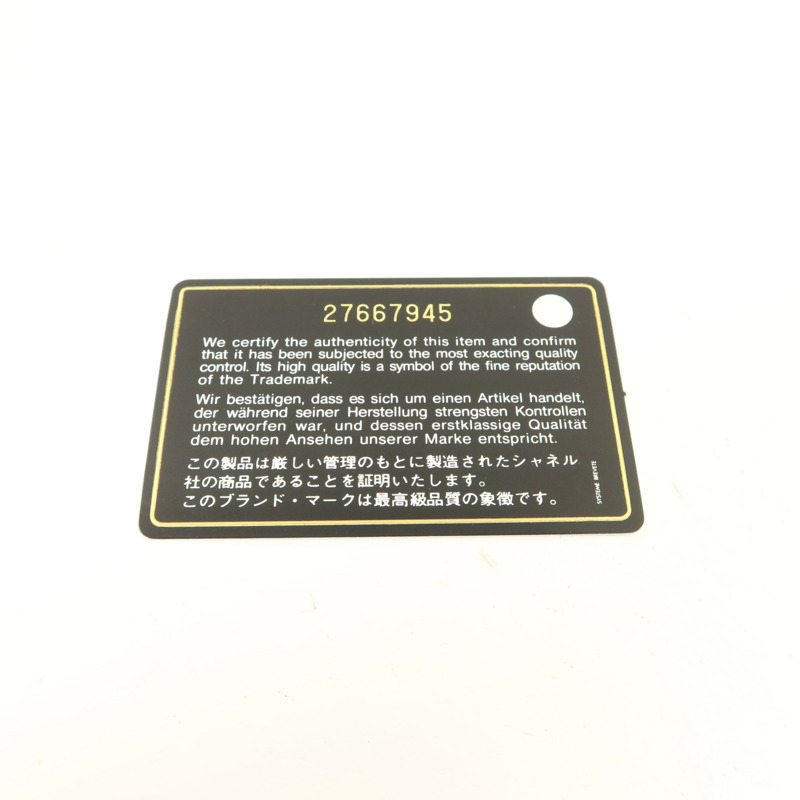 27667945
We certify the authenticity of this item and confirm
that it has been subjected to the most exacting quality
control. Its high quality is a symbol of the fine reputation
of the Trademark.
Wir bestätigen, dass es sich um einen Artikel handelt,
der während seiner Herstellung strengsten Kontrollen
unterworfen war, und dessen erstklassige Qualität
dem hohen Ansehen unserer Marke entspricht.
この製品は厳しい管理のもとに製造されたシャネル
社の商品であることを証明いたします。
このブランド・マークは最高級品質の象徴です。
SYSTEME BREVETE